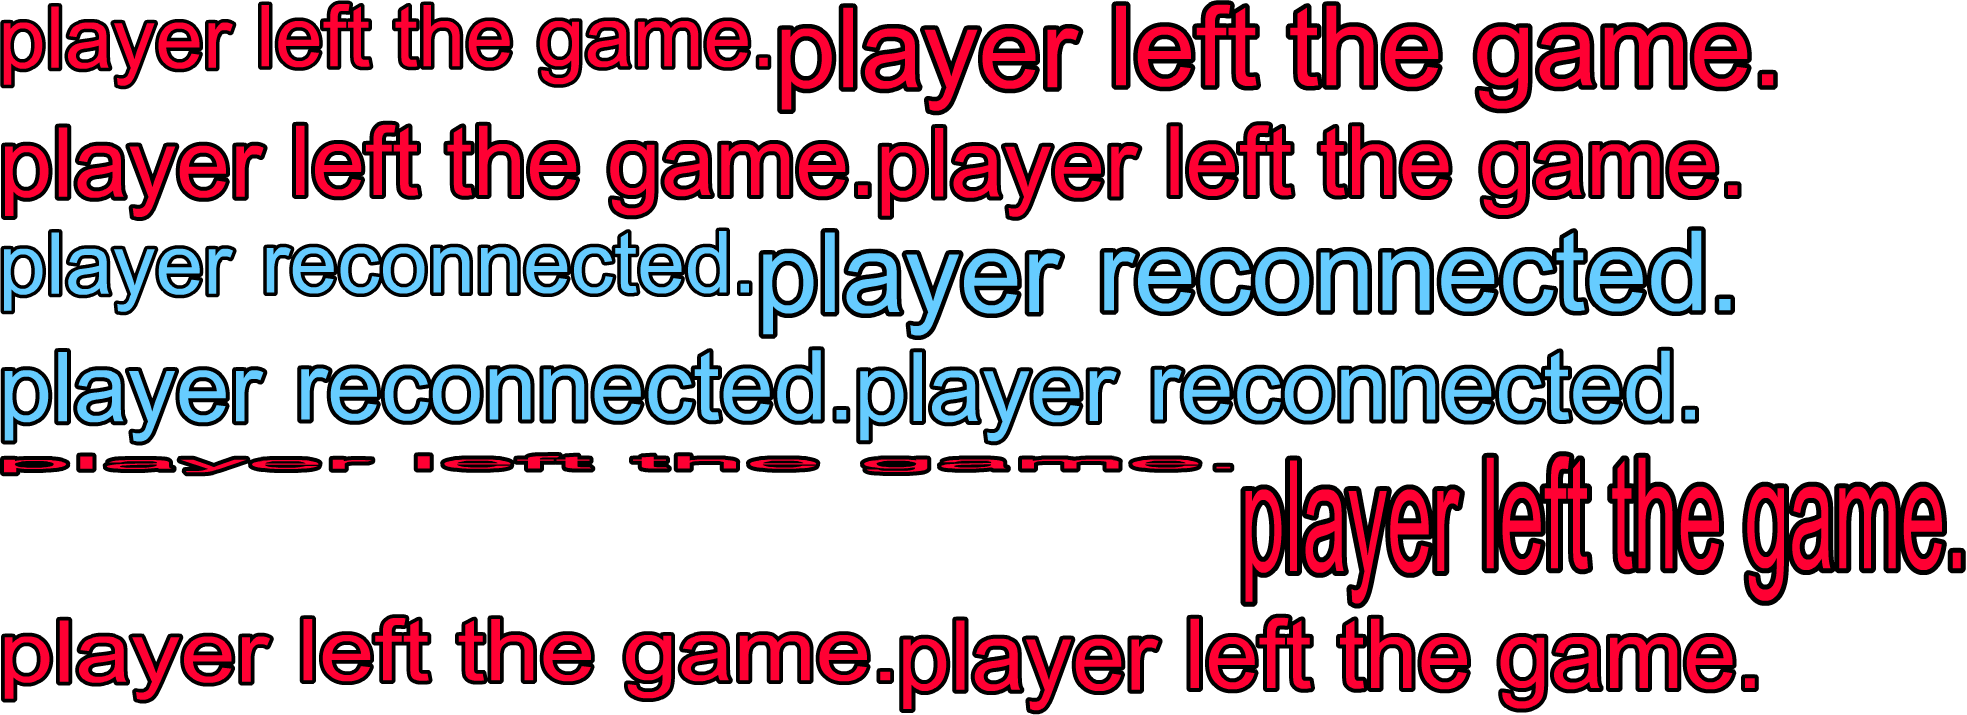 player left the game.player left the game.
player left the game.player left the game.
player reconnected.player reconnected.
player reconnected.player reconnected.
player left the game.
player left the game.
player left the game.player left the game.